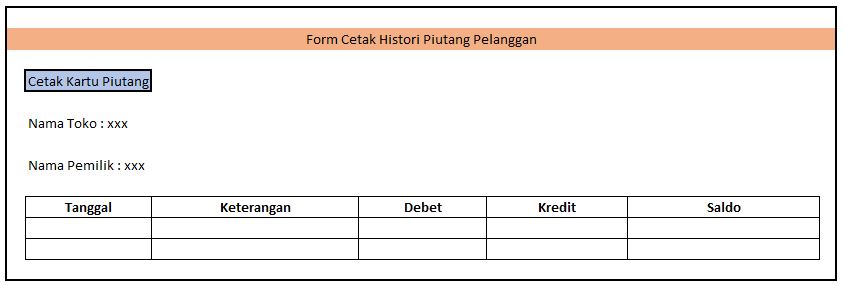 Form Cetak Histori Piutang Pelanggan
Cetak Kartu Piutang
Nama Toko : xxx
Nama Pemilik : xxx
Tanggal Keterangan Debet Kredit Saldo